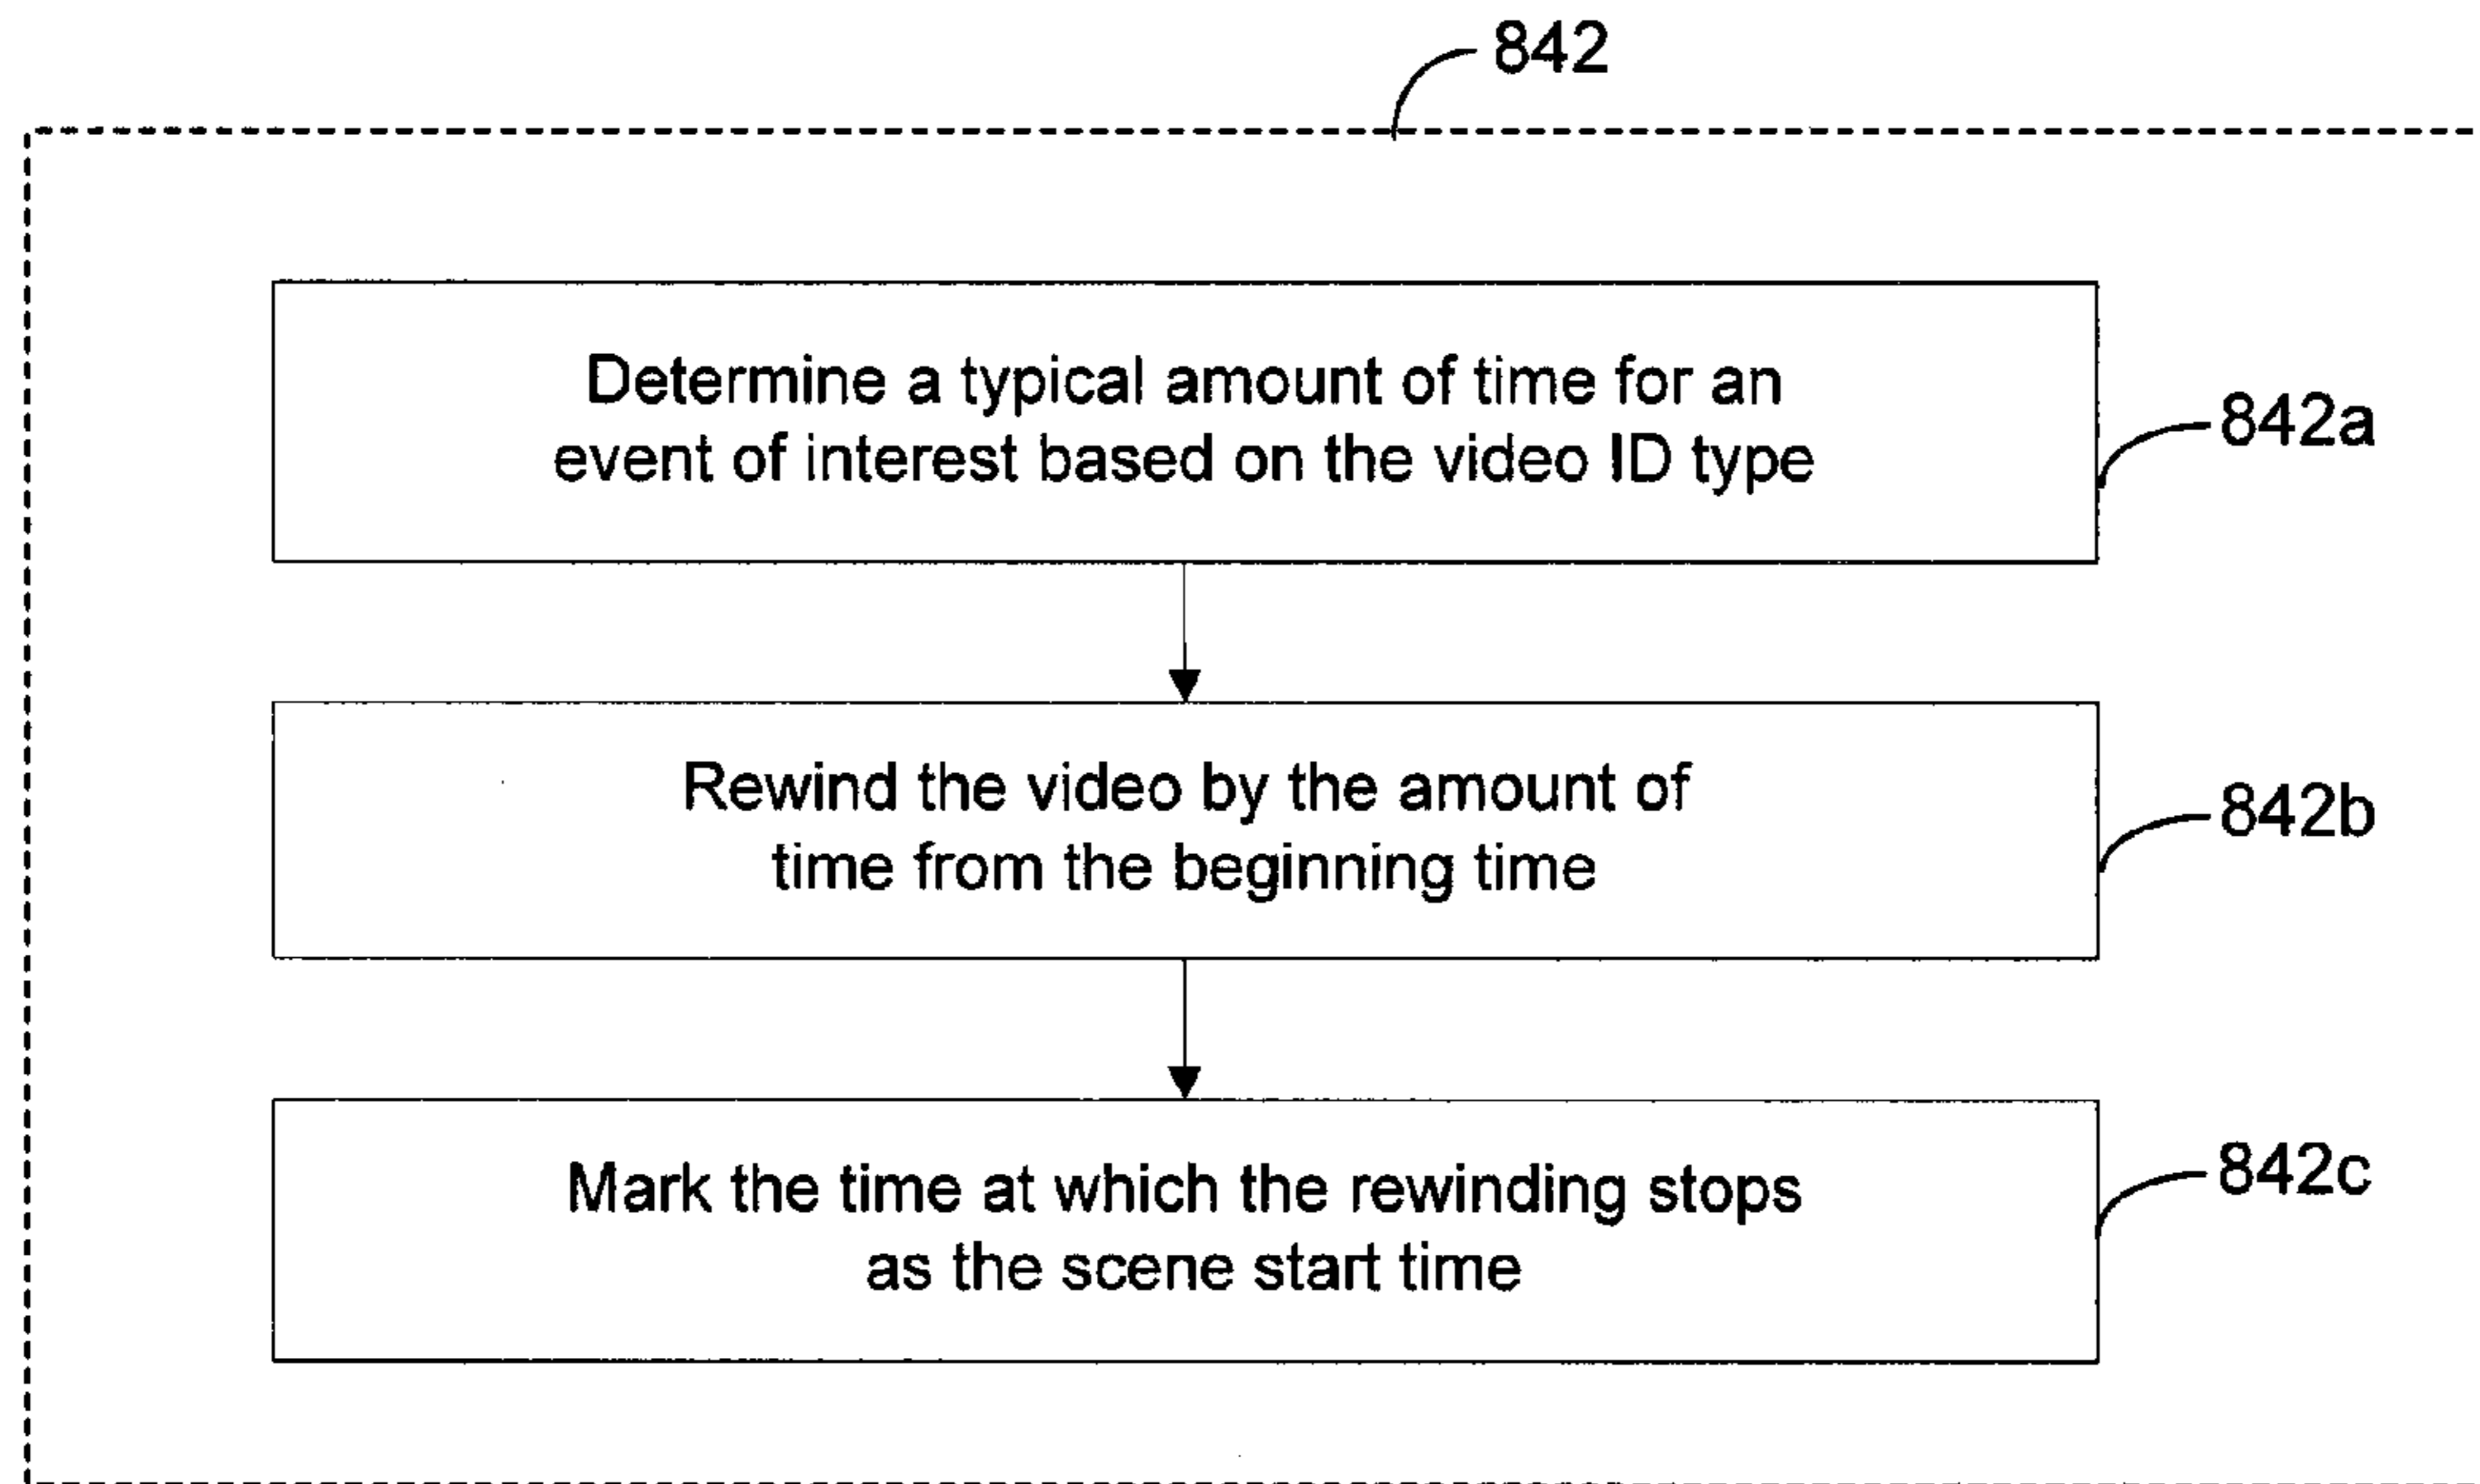 842
Determine a typical amount of time for an
event of interest based on the video ID type
842a
Rewind the video by the amount of
time from the beginning time
842b
Mark the time at which the rewinding stops
as the scene start time
842c